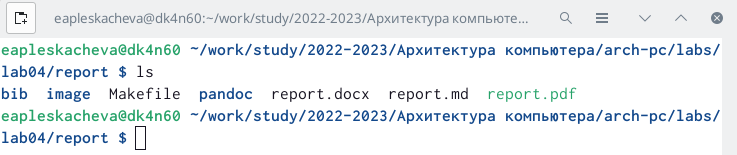 eapleskacheva@dk4n60:~/work/study/2022-2023/Архитектура компьюте…
eapleskacheva@dk4n60 ~/work/study/2022-2023/Архитектура компьютера/arch-pc/labs/
lab04/report $ ls
bib image Makefile pandoc report.docx report.md report.pdf
eapleskacheva@dk4n60 ~/work/study/2022-2023/Архитектура компьютера/arch-pc/labs/
lab04/report $